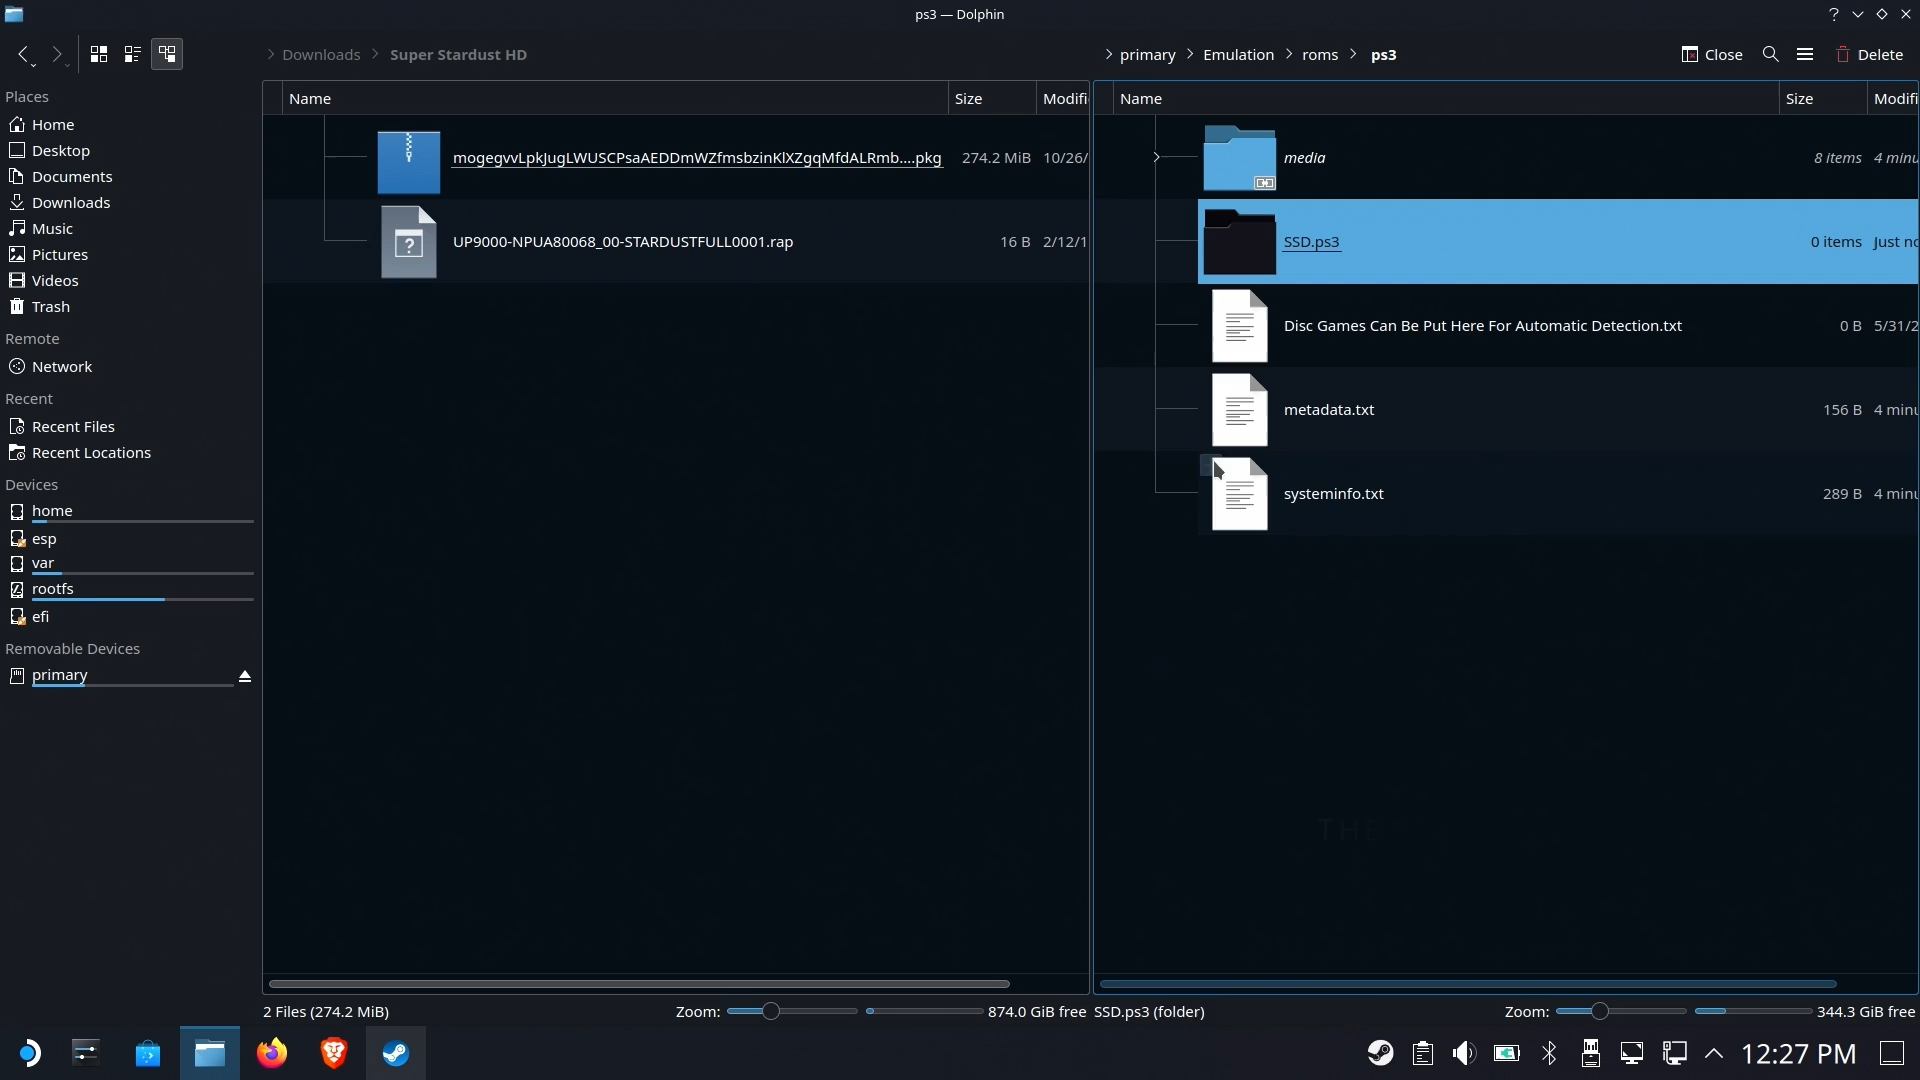 ps3 — Dolphin
Downloads
Super Stardust HD
primary
Emulation
roms
ps3
Close
Delete
Places
Home
Desktop
Documents
Downloads
Music
Pictures
Videos
Trash
Remote
Network
Recent
Recent Files
Recent Locations
Devices
home
esp
var
rootfs
efi
Removable Devices
primary
Name Size Modifi
mogegvvLpkJugLWUSCPsaAEDDmWZfmsbzinKlXZgqMfdALRmb....pkg 274.2 MiB 10/26/
UP9000-NPUA80068_00-STARDUSTFULL0001.rap 16 B 2/12/1
2 Files (274.2 MiB) Zoom: 874.0 GiB free
Name Size Modifi
media 8 items 4 minu
SSD.ps3 0 items Just no
Disc Games Can Be Put Here For Automatic Detection.txt 0 B 5/31/2
metadata.txt 156 B 4 minu
systeminfo.txt 289 B 4 minu
THE
SSD.ps3 (folder) Zoom: 344.3 GiB free
12:27 PM